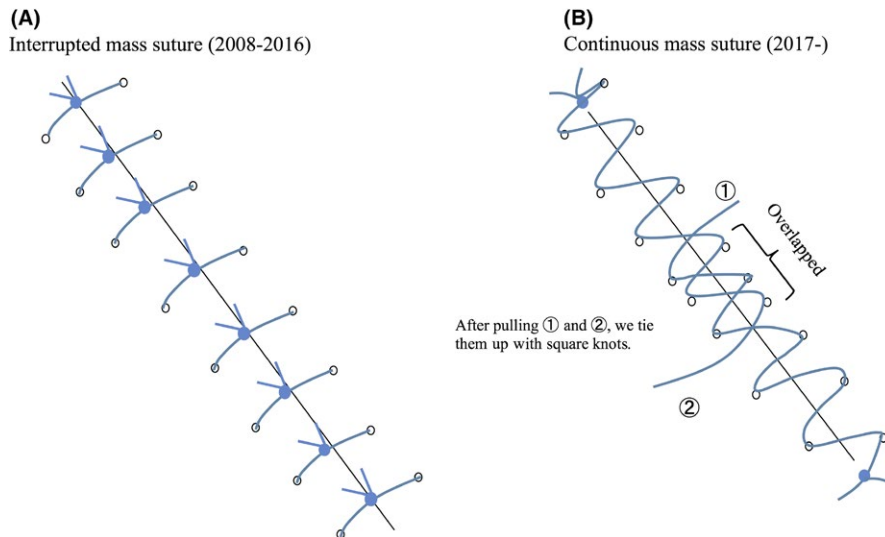 (A)
Interrupted mass suture (2008-2016)
(B)
Continuous mass suture (2017-)
①
Overlapped
After pulling ① and ②, we tie
them up with square knots.
②